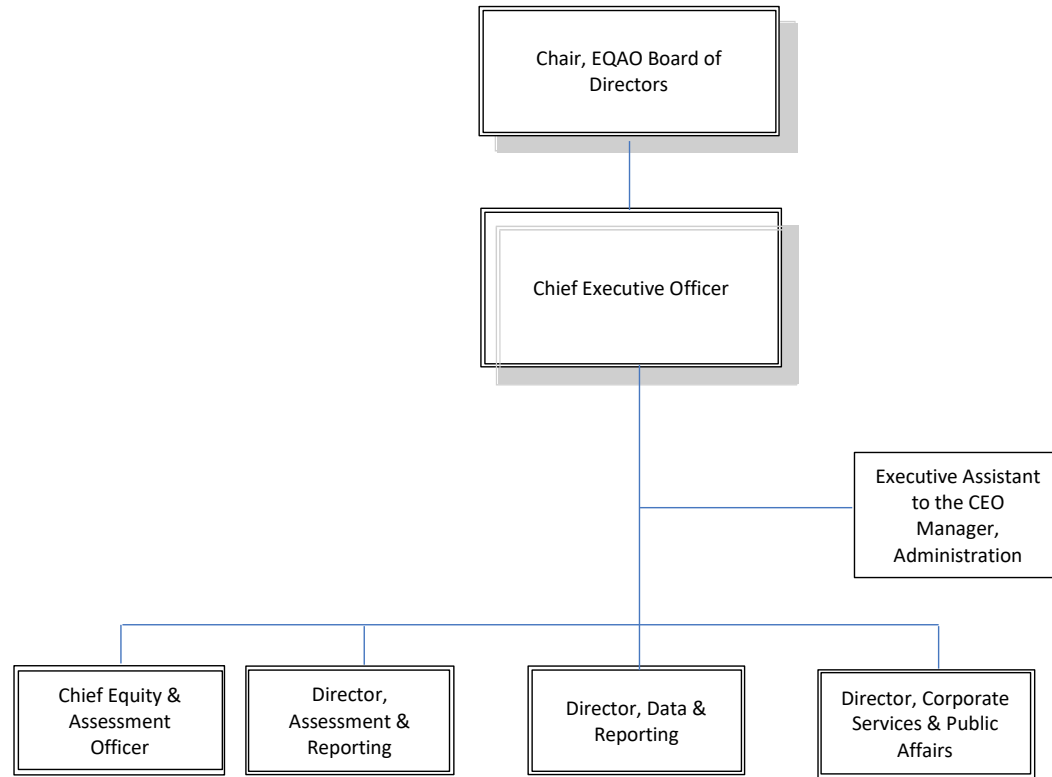 Chair, EQAO Board of
Directors
Chief Executive Officer
Executive Assistant
to the CEO
Manager,
Administration
Chief Equity &
Assessment
Officer
Director,
Assessment &
Reporting
Director, Data &
Reporting
Director, Corporate
Services & Public
Affairs